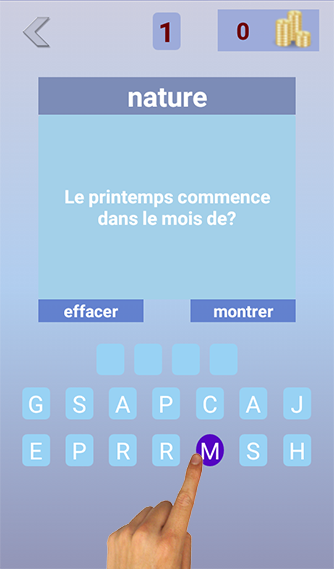 1
0
nature
Le printemps commence
dans le mois de?
effacer montrer
G S A P C A J
E P R R M S H